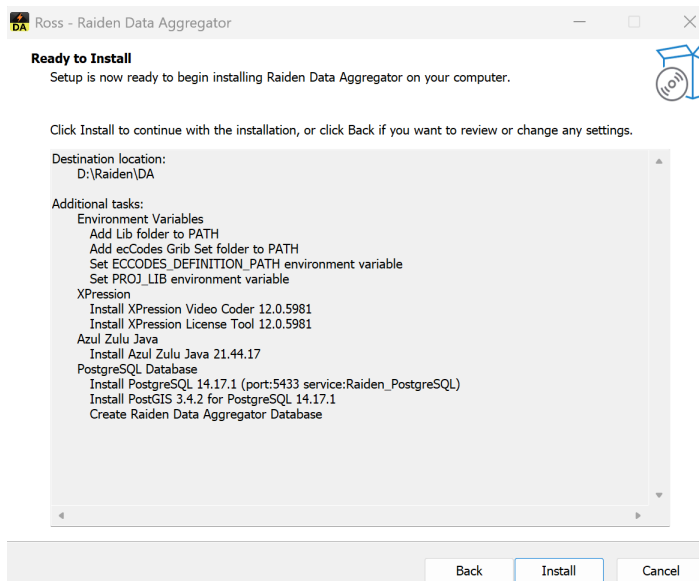 DA Ross - Raiden Data Aggregator
Ready to Install
Setup is now ready to begin installing Raiden Data Aggregator on your computer.
Click Install to continue with the installation, or click Back if you want to review or change any settings.
Destination location:
D:\Raiden\DA
Additional tasks:
Environment Variables
Add Lib folder to PATH
Add ecCodes Grib Set folder to PATH
Set ECCODES_DEFINITION_PATH environment variable
Set PROJ_LIB environment variable
XPression
Install XPression Video Coder 12.0.5981
Install XPression License Tool 12.0.5981
Azul Zulu Java
Install Azul Zulu Java 21.44.17
PostgreSQL Database
Install PostgreSQL 14.17.1 (port:5433 service:Raiden_PostgreSQL)
Install PostGIS 3.4.2 for PostgreSQL 14.17.1
Create Raiden Data Aggregator Database
Back Install Cancel